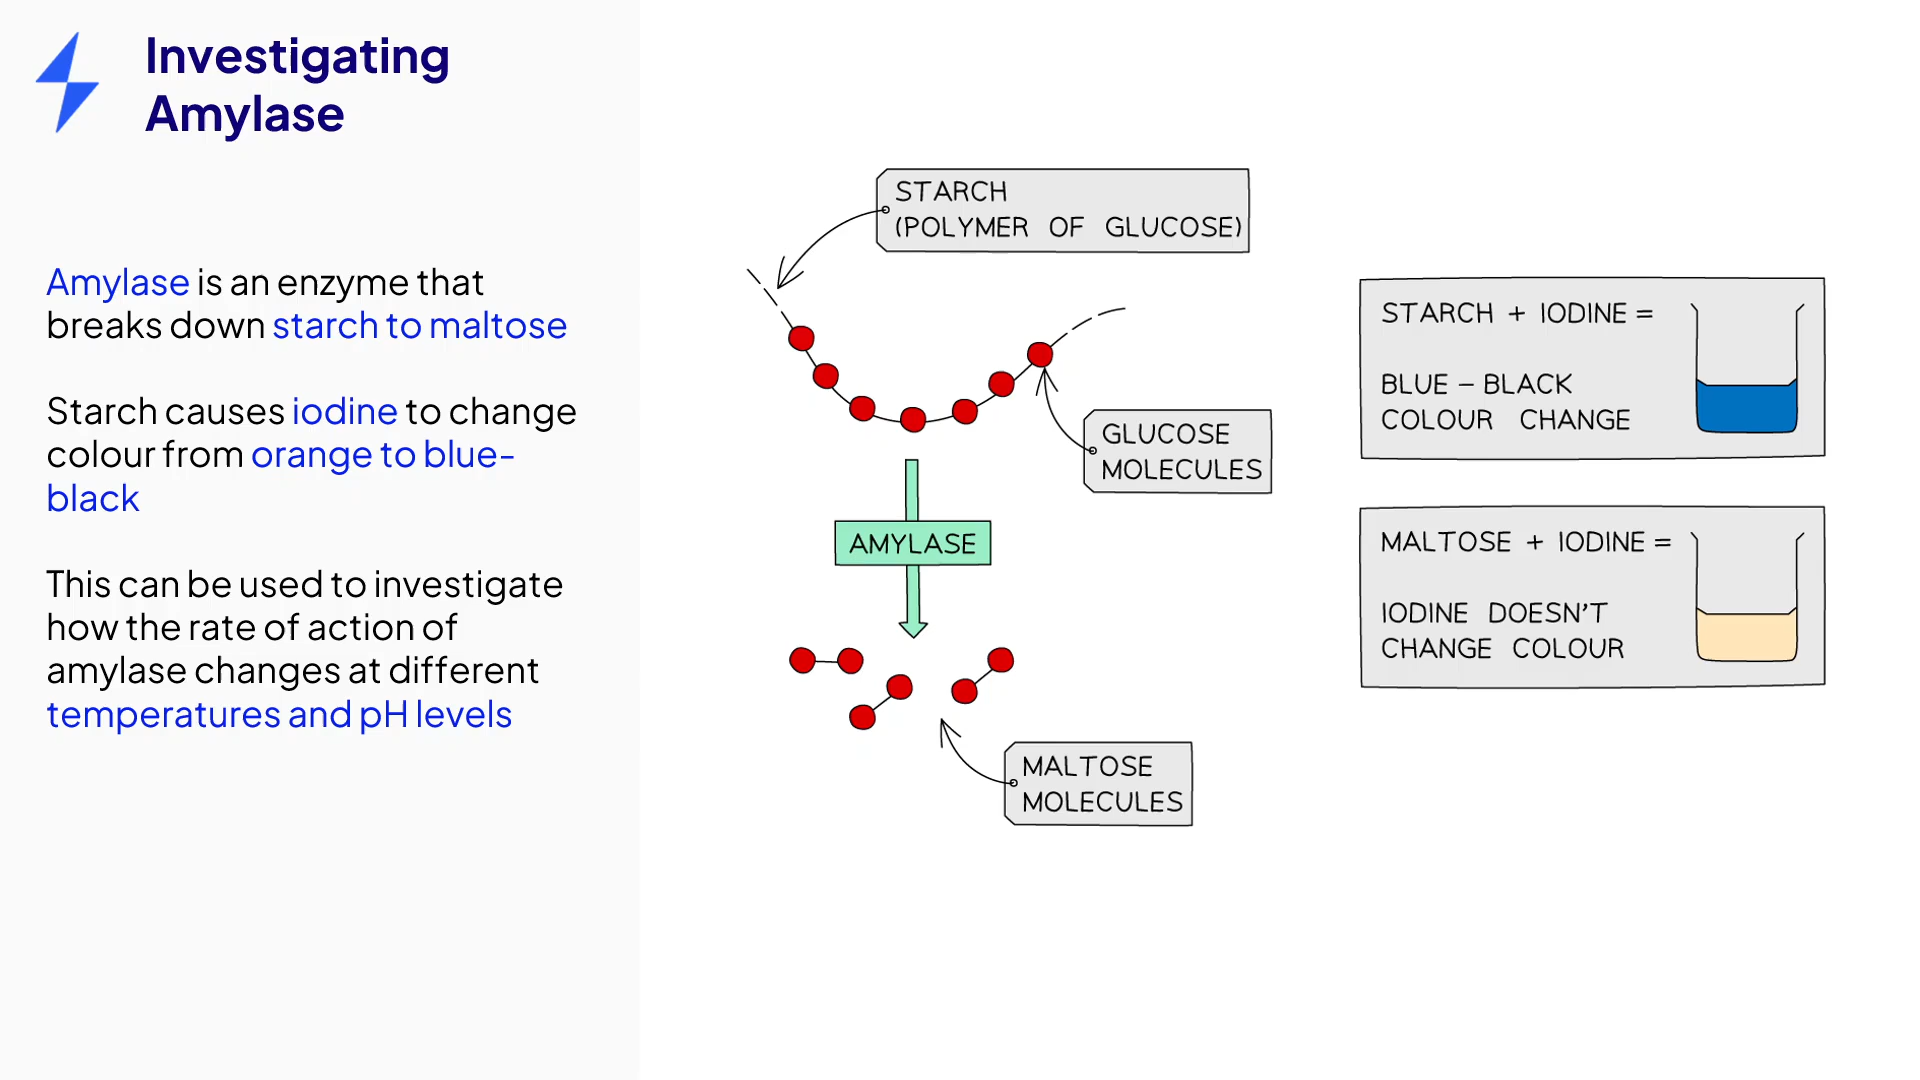 Investigating
Amylase
Amylase is an enzyme that
breaks down starch to maltose
Starch causes iodine to change
colour from orange to blue-
black
This can be used to investigate
how the rate of action of
amylase changes at different
temperatures and pH levels
STARCH
(POLYMER OF GLUCOSE)
GLUCOSE
MOLECULES
AMYLASE
MALTOSE
MOLECULES
STARCH + IODINE =
BLUE – BLACK
COLOUR CHANGE
MALTOSE + IODINE =
IODINE DOESN'T
CHANGE COLOUR